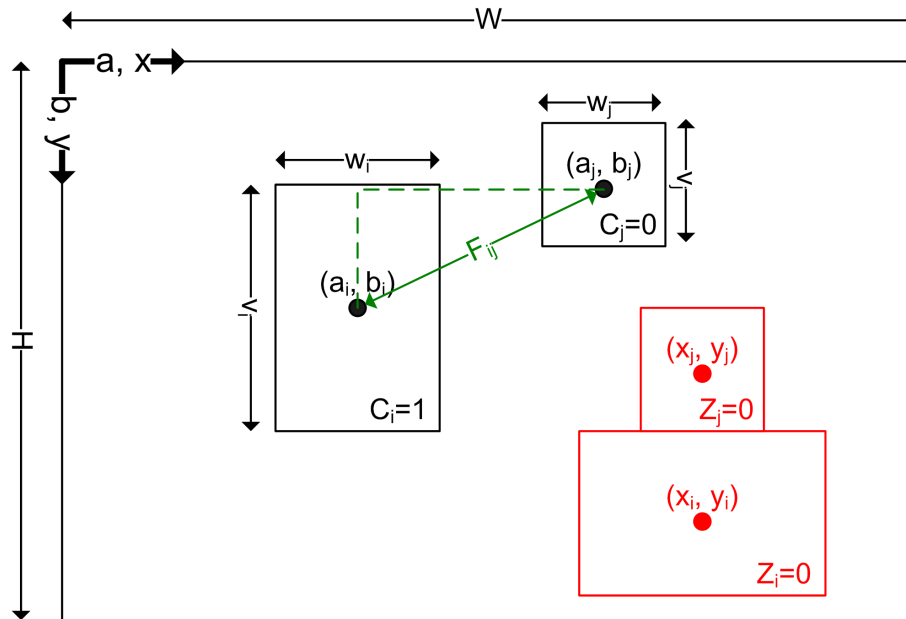 W
a, x
b, y
w_j
w_i
(a_j, b_j)
v_j
C_j=0
F_ij
(a_i, b_i)
v_i
H
(x_j, y_j)
C_i=1
Z_j=0
(x_i, y_i)
Z_i=0